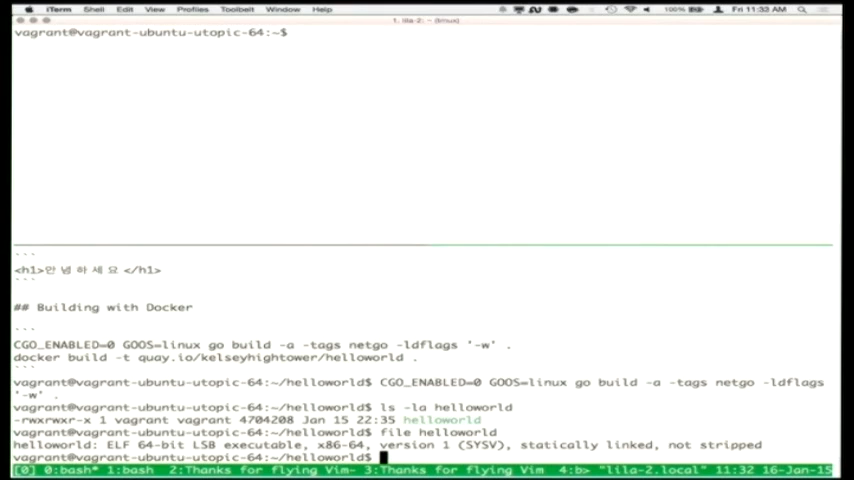 iTerm Shell Edit View Profiles Toolbelt Window Help 100% Fri 11:33 AM
1. lila-2: ~ (tmux)
vagrant@vagrant-ubuntu-utopic-64:~$
```
<h1>안녕하세요</h1>
```
## Building with Docker
```
CGO_ENABLED=0 GOOS=linux go build -a -tags netgo -ldflags '-w' .
docker build -t quay.io/kelseyhightower/helloworld .
```
vagrant@vagrant-ubuntu-utopic-64:~/helloworld$ CGO_ENABLED=0 GOOS=linux go build -a -tags netgo -ldflags
'-w' .
vagrant@vagrant-ubuntu-utopic-64:~/helloworld$ ls -la helloworld
-rwxrwxr-x 1 vagrant vagrant 4704208 Jan 15 22:35 helloworld
vagrant@vagrant-ubuntu-utopic-64:~/helloworld$ file helloworld
helloworld: ELF 64-bit LSB executable, x86-64, version 1 (SYSV), statically linked, not stripped
vagrant@vagrant-ubuntu-utopic-64:~/helloworld$
[0] 0:bash* 1:bash 2:Thanks for flying Vim- 3:Thanks for flying Vim 4:b> "lila-2.local" 11:32 16-Jan-15